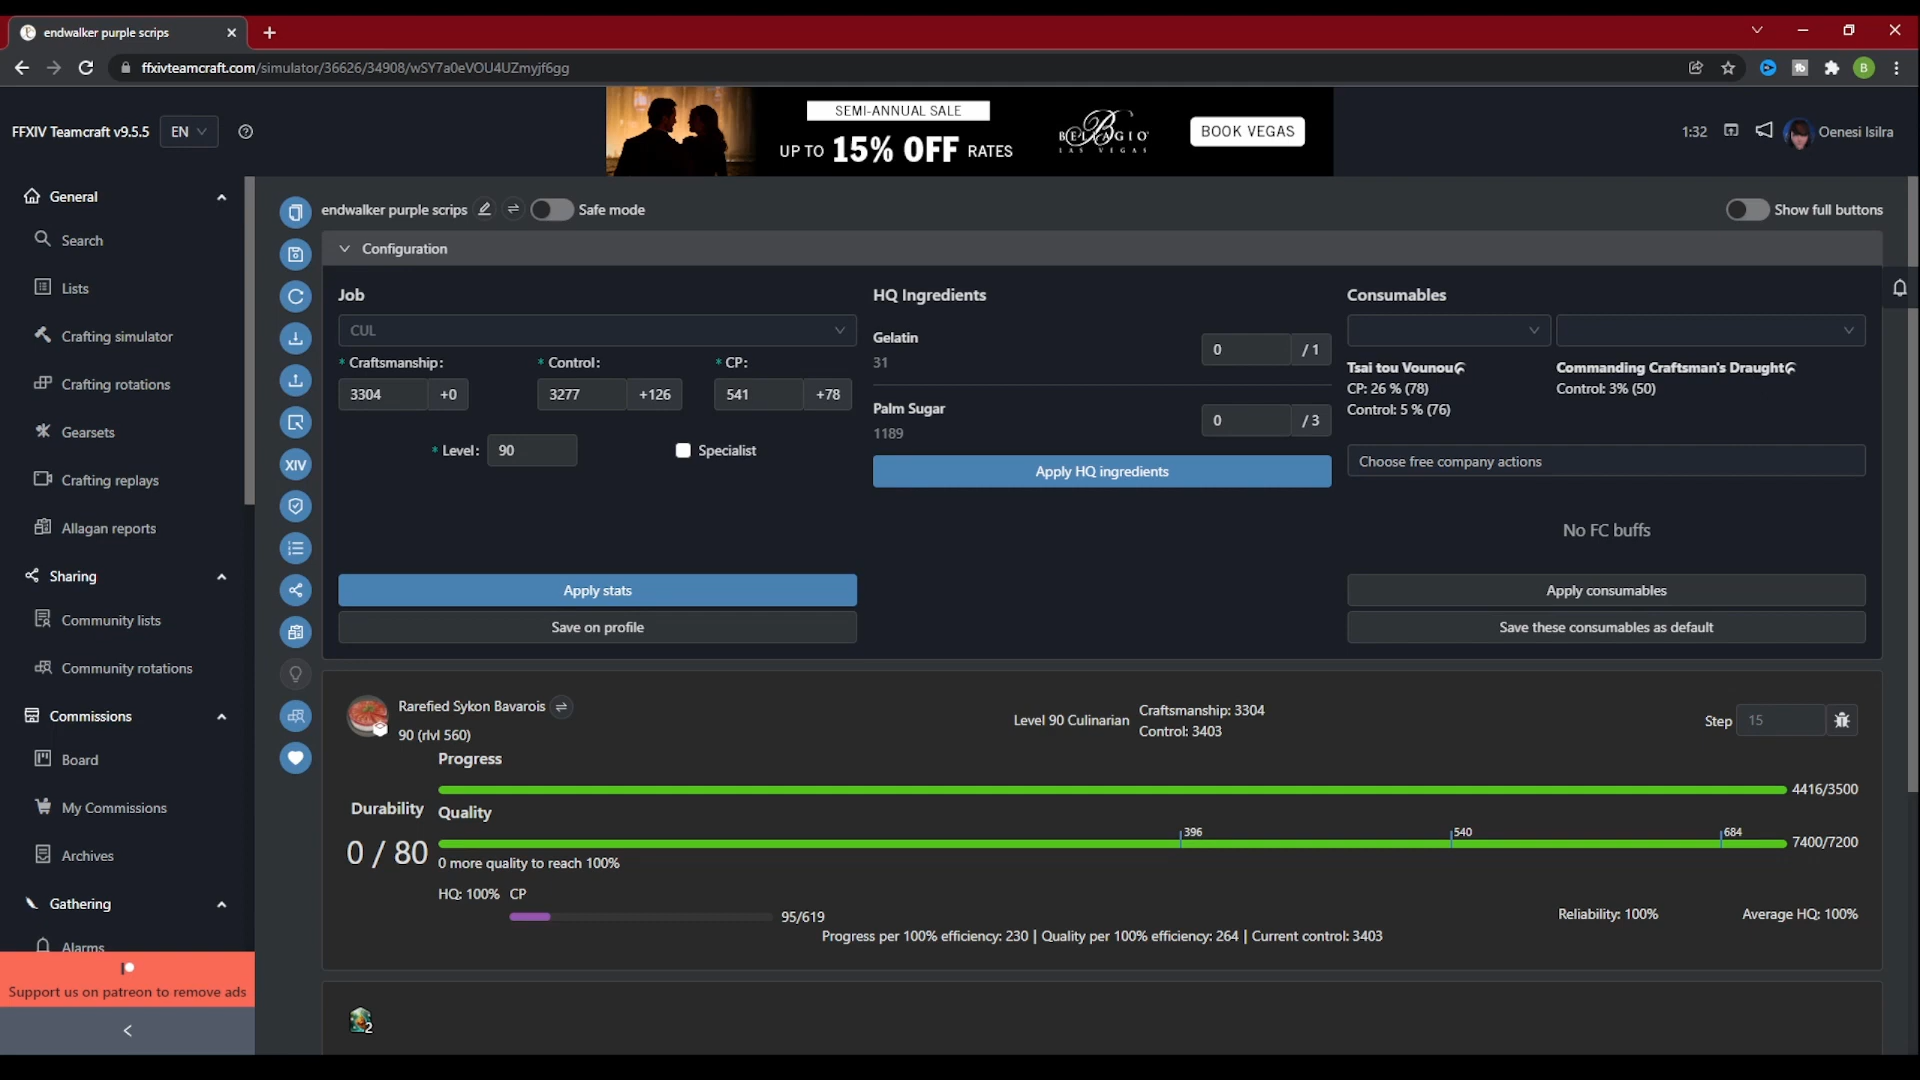 endwalker purple scrips
ffxivteamcraft.com/simulator/36626/34908/wSY7a0eVOU4UZmyjf6gg
B
FFXIV Teamcraft v9.5.5
EN
SEMI-ANNUAL SALE
UP TO 15% OFF RATES
BELLAGIO
LAS VEGAS
BOOK VEGAS
1:32
Oenesi Isilra
General
Search
Lists
Crafting simulator
Crafting rotations
Gearsets
Crafting replays
Allagan reports
Sharing
Community lists
Community rotations
Commissions
Board
My Commissions
Archives
Gathering
Alarms
Support us on patreon to remove ads
XIV
endwalker purple scrips
Safe mode
Show full buttons
Configuration
Job
CUL
* Craftsmanship:
* Control:
* CP:
3304 +0
3277 +126
541 +78
* Level: 90
Specialist
Apply stats
Save on profile
HQ Ingredients
Gelatin
31
0 / 1
Palm Sugar
1189
0 / 3
Apply HQ ingredients
Consumables
Tsai tou Vounou
CP: 26 % (78)
Control: 5 % (76)
Commanding Craftsman's Draught
Control: 3% (50)
Choose free company actions
No FC buffs
Apply consumables
Save these consumables as default
Rarefied Sykon Bavarois
90 (rlvl 560)
Level 90 Culinarian
Craftsmanship: 3304
Control: 3403
Step 15
Progress
4416/3500
Durability
0 / 80
Quality
396 540 684
7400/7200
0 more quality to reach 100%
HQ: 100% CP
95/619
Reliability: 100%
Average HQ: 100%
Progress per 100% efficiency: 230 | Quality per 100% efficiency: 264 | Current control: 3403
2